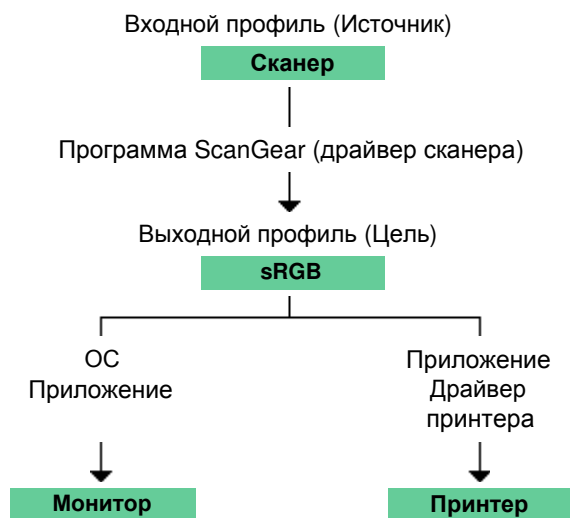 Входной профиль (Источник)
Сканер
Программа ScanGear (драйвер сканера)
Выходной профиль (Цель)
sRGB
ОС
Приложение
Приложение
Драйвер
принтера
Монитор
Принтер